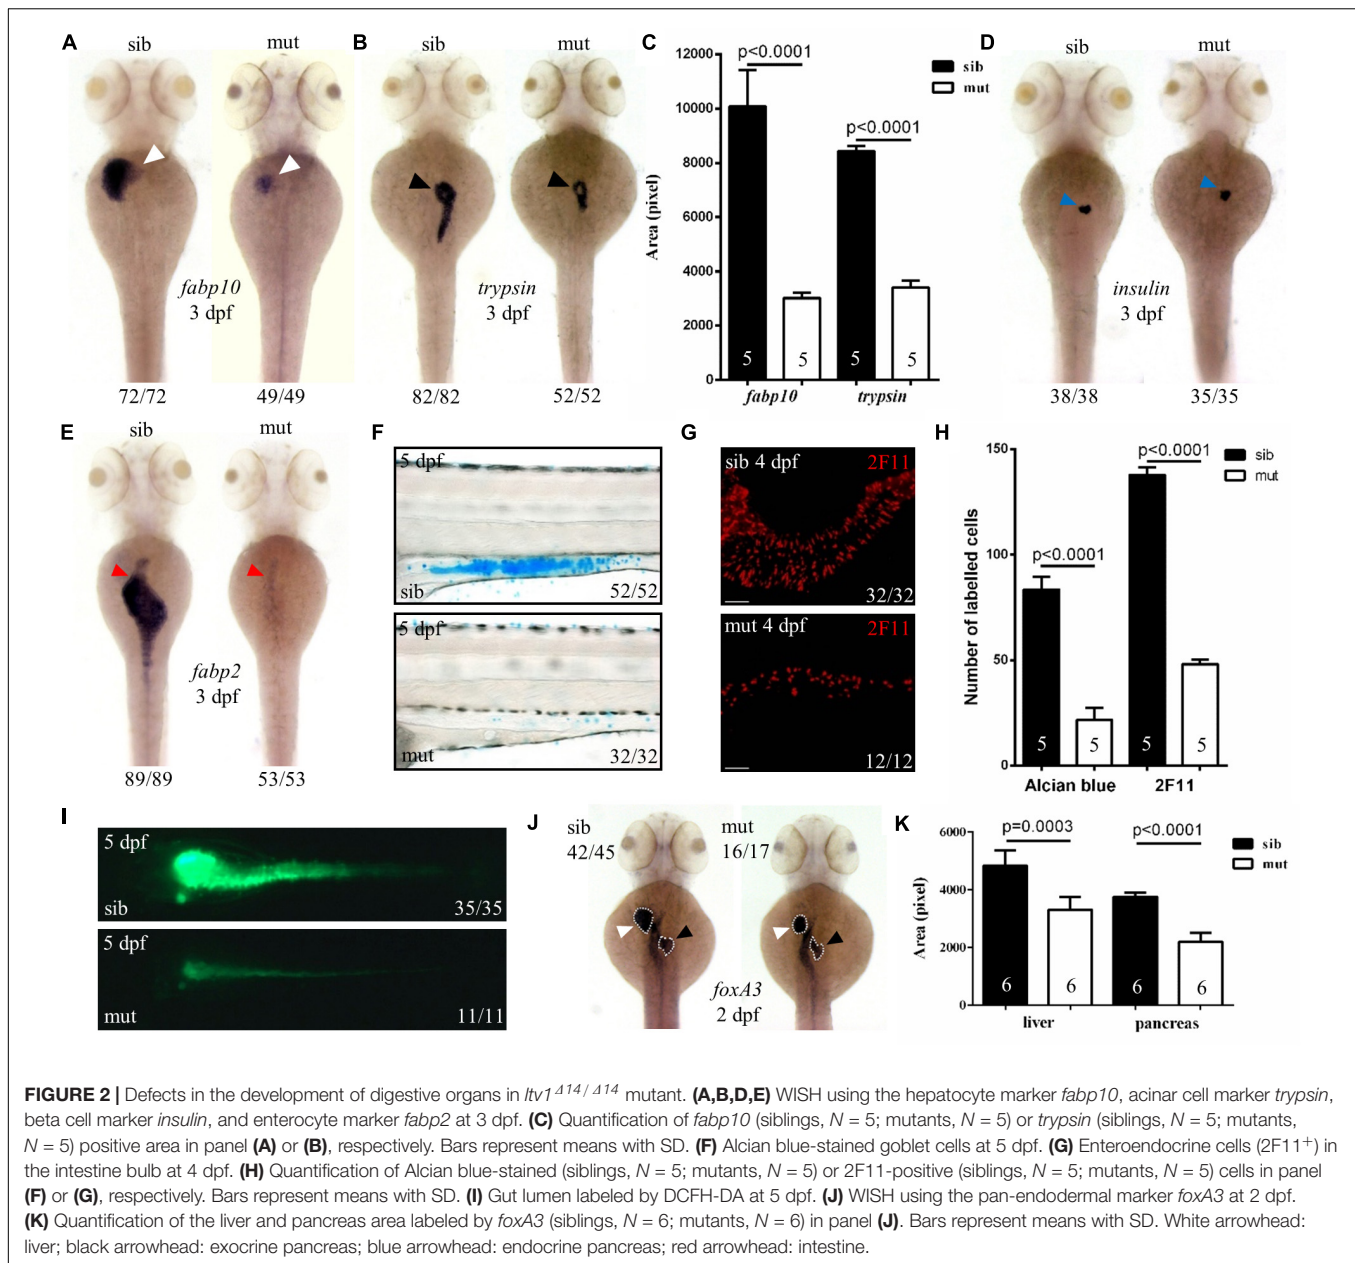 A
sib
mut
fabp10
3 dpf
72/72
49/49
B
sib
mut
trypsin
3 dpf
82/82
52/52
C
12000
10000
8000
6000
4000
2000
0
Area (pixel)
p<0.0001
p<0.0001
sib
mut
5
5
5
5
fabp10
trypsin
D
sib
mut
insulin
3 dpf
38/38
35/35
E
sib
mut
fabp2
3 dpf
89/89
53/53
F
5 dpf
sib
52/52
5 dpf
mut
32/32
G
sib 4 dpf
2F11
32/32
mut 4 dpf
2F11
12/12
H
150
100
50
0
Number of labelled cells
p<0.0001
p<0.0001
sib
mut
5
5
5
5
Alcian blue
2F11
I
5 dpf
sib
35/35
5 dpf
mut
11/11
J
sib
42/45
mut
16/17
foxA3
2 dpf
K
6000
4000
2000
0
Area (pixel)
p=0.0003
p<0.0001
sib
mut
6
6
6
6
liver
pancreas
FIGURE 2 | Defects in the development of digestive organs in ltv1Δ14/Δ14 mutant. (A,B,D,E) WISH using the hepatocyte marker fabp10, acinar cell marker trypsin,
beta cell marker insulin, and enterocyte marker fabp2 at 3 dpf. (C) Quantification of fabp10 (siblings, N = 5; mutants, N = 5) or trypsin (siblings, N = 5; mutants,
N = 5) positive area in panel (A) or (B), respectively. Bars represent means with SD. (F) Alcian blue-stained goblet cells at 5 dpf. (G) Enteroendocrine cells (2F11+) in
the intestine bulb at 4 dpf. (H) Quantification of Alcian blue-stained (siblings, N = 5; mutants, N = 5) or 2F11-positive (siblings, N = 5; mutants, N = 5) cells in panel
(F) or (G), respectively. Bars represent means with SD. (I) Gut lumen labeled by DCFH-DA at 5 dpf. (J) WISH using the pan-endodermal marker foxA3 at 2 dpf.
(K) Quantification of the liver and pancreas area labeled by foxA3 (siblings, N = 6; mutants, N = 6) in panel (J). Bars represent means with SD. White arrowhead:
liver; black arrowhead: exocrine pancreas; blue arrowhead: endocrine pancreas; red arrowhead: intestine.